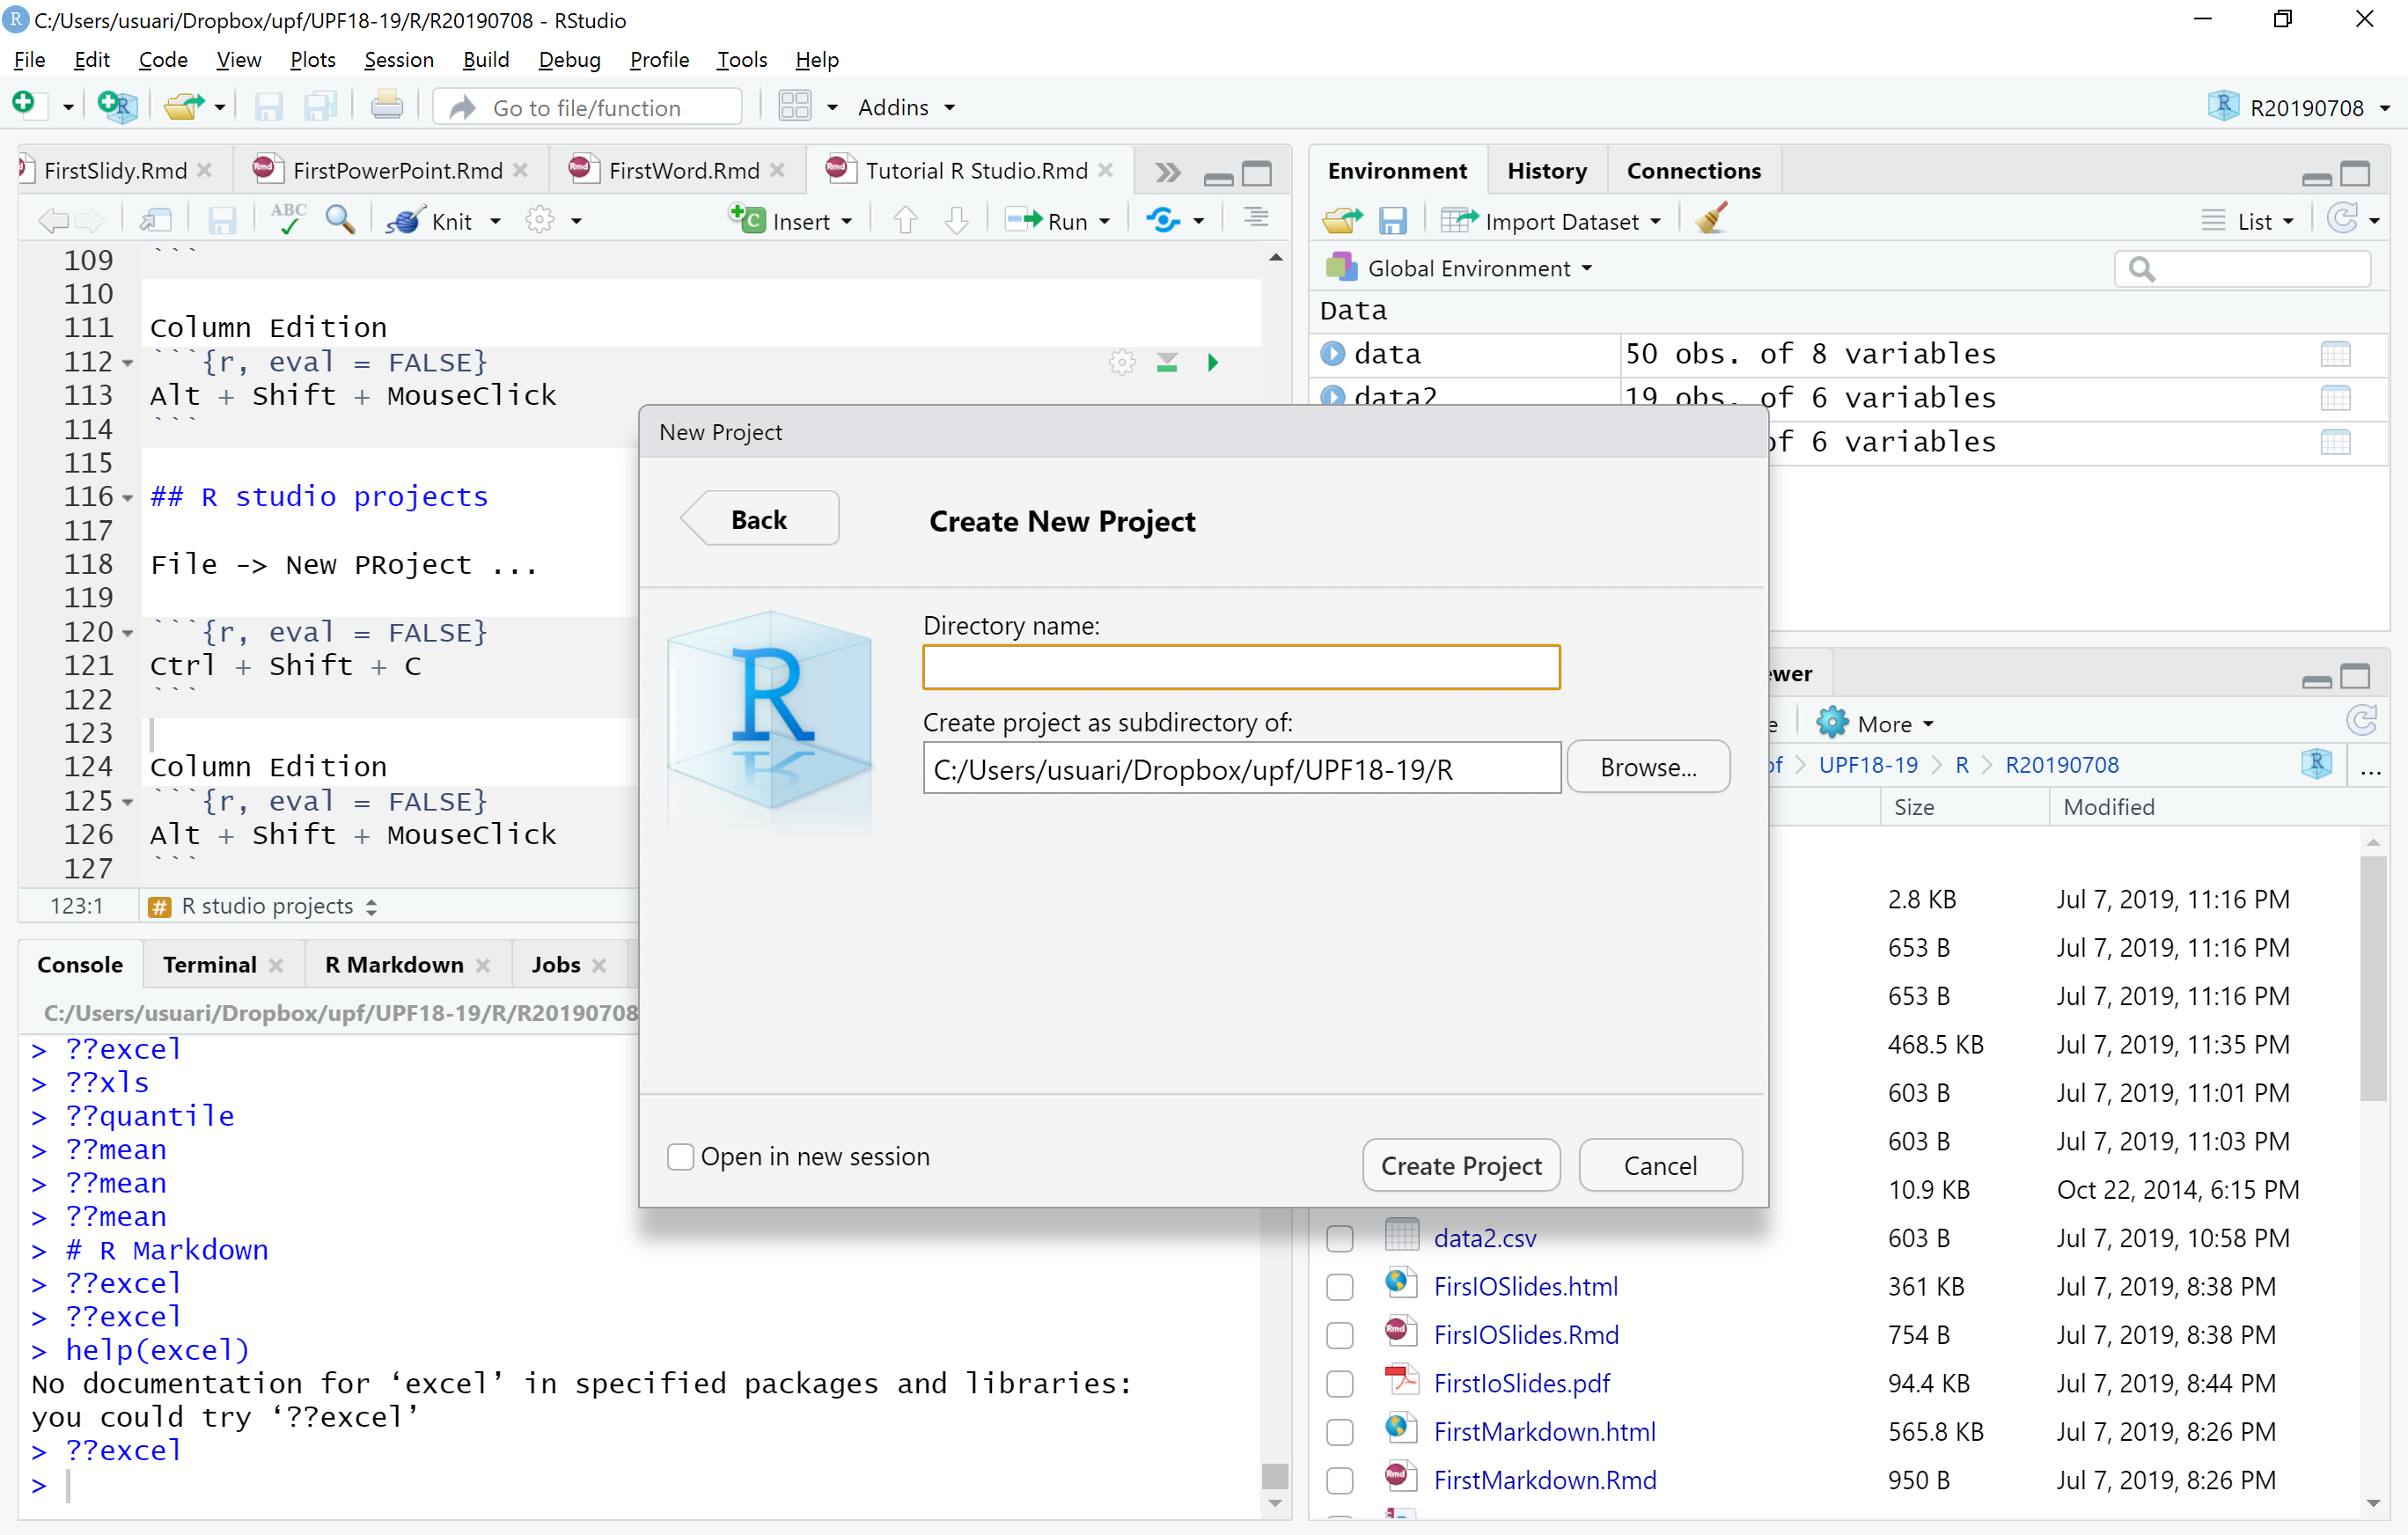 C:/Users/usuari/Dropbox/upf/UPF18-19/R/R20190708 - RStudio
File Edit Code View Plots Session Build Debug Profile Tools Help
Go to file/function Addins R20190708
FirstSlidy.Rmd FirstPowerPoint.Rmd FirstWord.Rmd Tutorial R Studio.Rmd
ABC Knit Insert Run
109 ```
110
111 Column Edition
112 ```{r, eval = FALSE}
113 Alt + Shift + MouseClick
114 ```
115
116 ## R studio projects
117
118 File -> New PRoject ...
119
120 ```{r, eval = FALSE}
121 Ctrl + Shift + C
122 ```
123
124 Column Edition
125 ```{r, eval = FALSE}
126 Alt + Shift + MouseClick
127 ```
123:1 # R studio projects
Console Terminal R Markdown Jobs
C:/Users/usuari/Dropbox/upf/UPF18-19/R/R20190708
> ??excel
> ??xls
> ??quantile
> ??mean
> ??mean
> ??mean
> # R Markdown
> ??excel
> ??excel
> help(excel)
No documentation for ‘excel’ in specified packages and libraries:
you could try ‘??excel’
> ??excel
>
Environment History Connections
Import Dataset List
Global Environment
Data
data 50 obs. of 8 variables
data2 19 obs. of 6 variables
of 6 variables
New Project
Back Create New Project
Directory name:
Create project as subdirectory of:
C:/Users/usuari/Dropbox/upf/UPF18-19/R Browse...
Open in new session Create Project Cancel
More
UPF18-19 > R > R20190708 ...
Size Modified
2.8 KB Jul 7, 2019, 11:16 PM
653 B Jul 7, 2019, 11:16 PM
653 B Jul 7, 2019, 11:16 PM
468.5 KB Jul 7, 2019, 11:35 PM
603 B Jul 7, 2019, 11:01 PM
603 B Jul 7, 2019, 11:03 PM
10.9 KB Oct 22, 2014, 6:15 PM
data2.csv 603 B Jul 7, 2019, 10:58 PM
FirsIOSlides.html 361 KB Jul 7, 2019, 8:38 PM
FirsIOSlides.Rmd 754 B Jul 7, 2019, 8:38 PM
FirstIoSlides.pdf 94.4 KB Jul 7, 2019, 8:44 PM
FirstMarkdown.html 565.8 KB Jul 7, 2019, 8:26 PM
FirstMarkdown.Rmd 950 B Jul 7, 2019, 8:26 PM